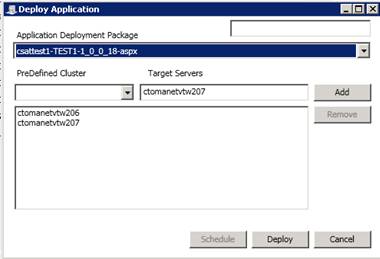 Deploy Application
Application Deployment Package
csattest1-TEST1-1_0_0_18-aspx
PreDefined Cluster
Target Servers
ctomanetvtw207
Add
ctomanetvtw206
ctomanetvtw207
Remove
Schedule
Deploy
Cancel